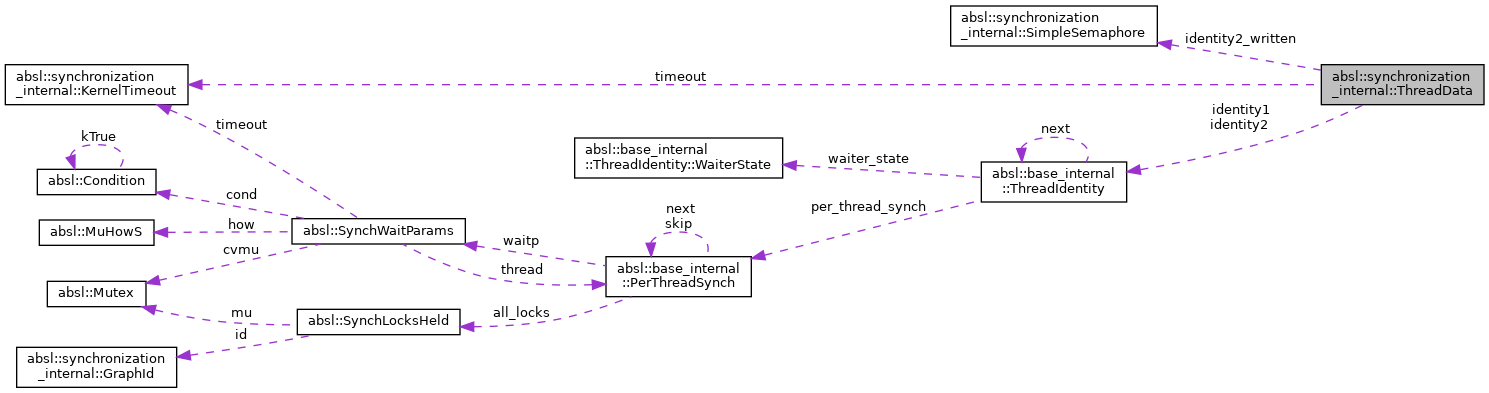 absl::synchronization
_internal::SimpleSemaphore
identity2_written
absl::synchronization
_internal::KernelTimeout
timeout
absl::synchronization
_internal::ThreadData
identity1
identity2
timeout
kTrue
absl::Condition
absl::base_internal
::ThreadIdentity::WaiterState
waiter_state
next
absl::base_internal
::ThreadIdentity
cond
per_thread_synch
absl::MuHowS
how
absl::SynchWaitParams
next
skip
waitp
cvmu
thread
absl::base_internal
::PerThreadSynch
absl::Mutex
mu
absl::SynchLocksHeld
all_locks
id
absl::synchronization
_internal::GraphId